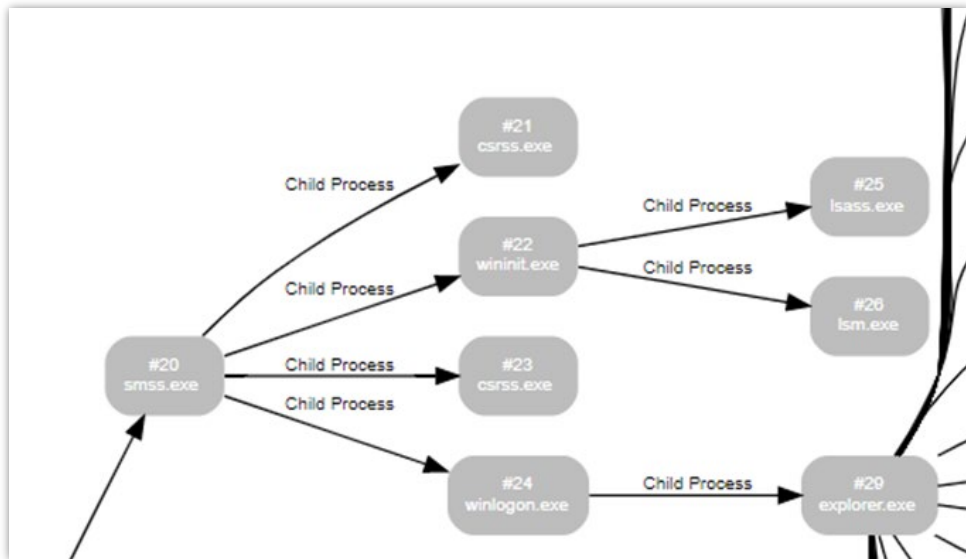 #21
csrss.exe
Child Process
#25
lsass.exe
Child Process
#22
wininit.exe
Child Process
Child Process
#26
lsm.exe
#20
smss.exe
Child Process
#23
csrss.exe
Child Process
#24
winlogon.exe
Child Process
#29
explorer.exe